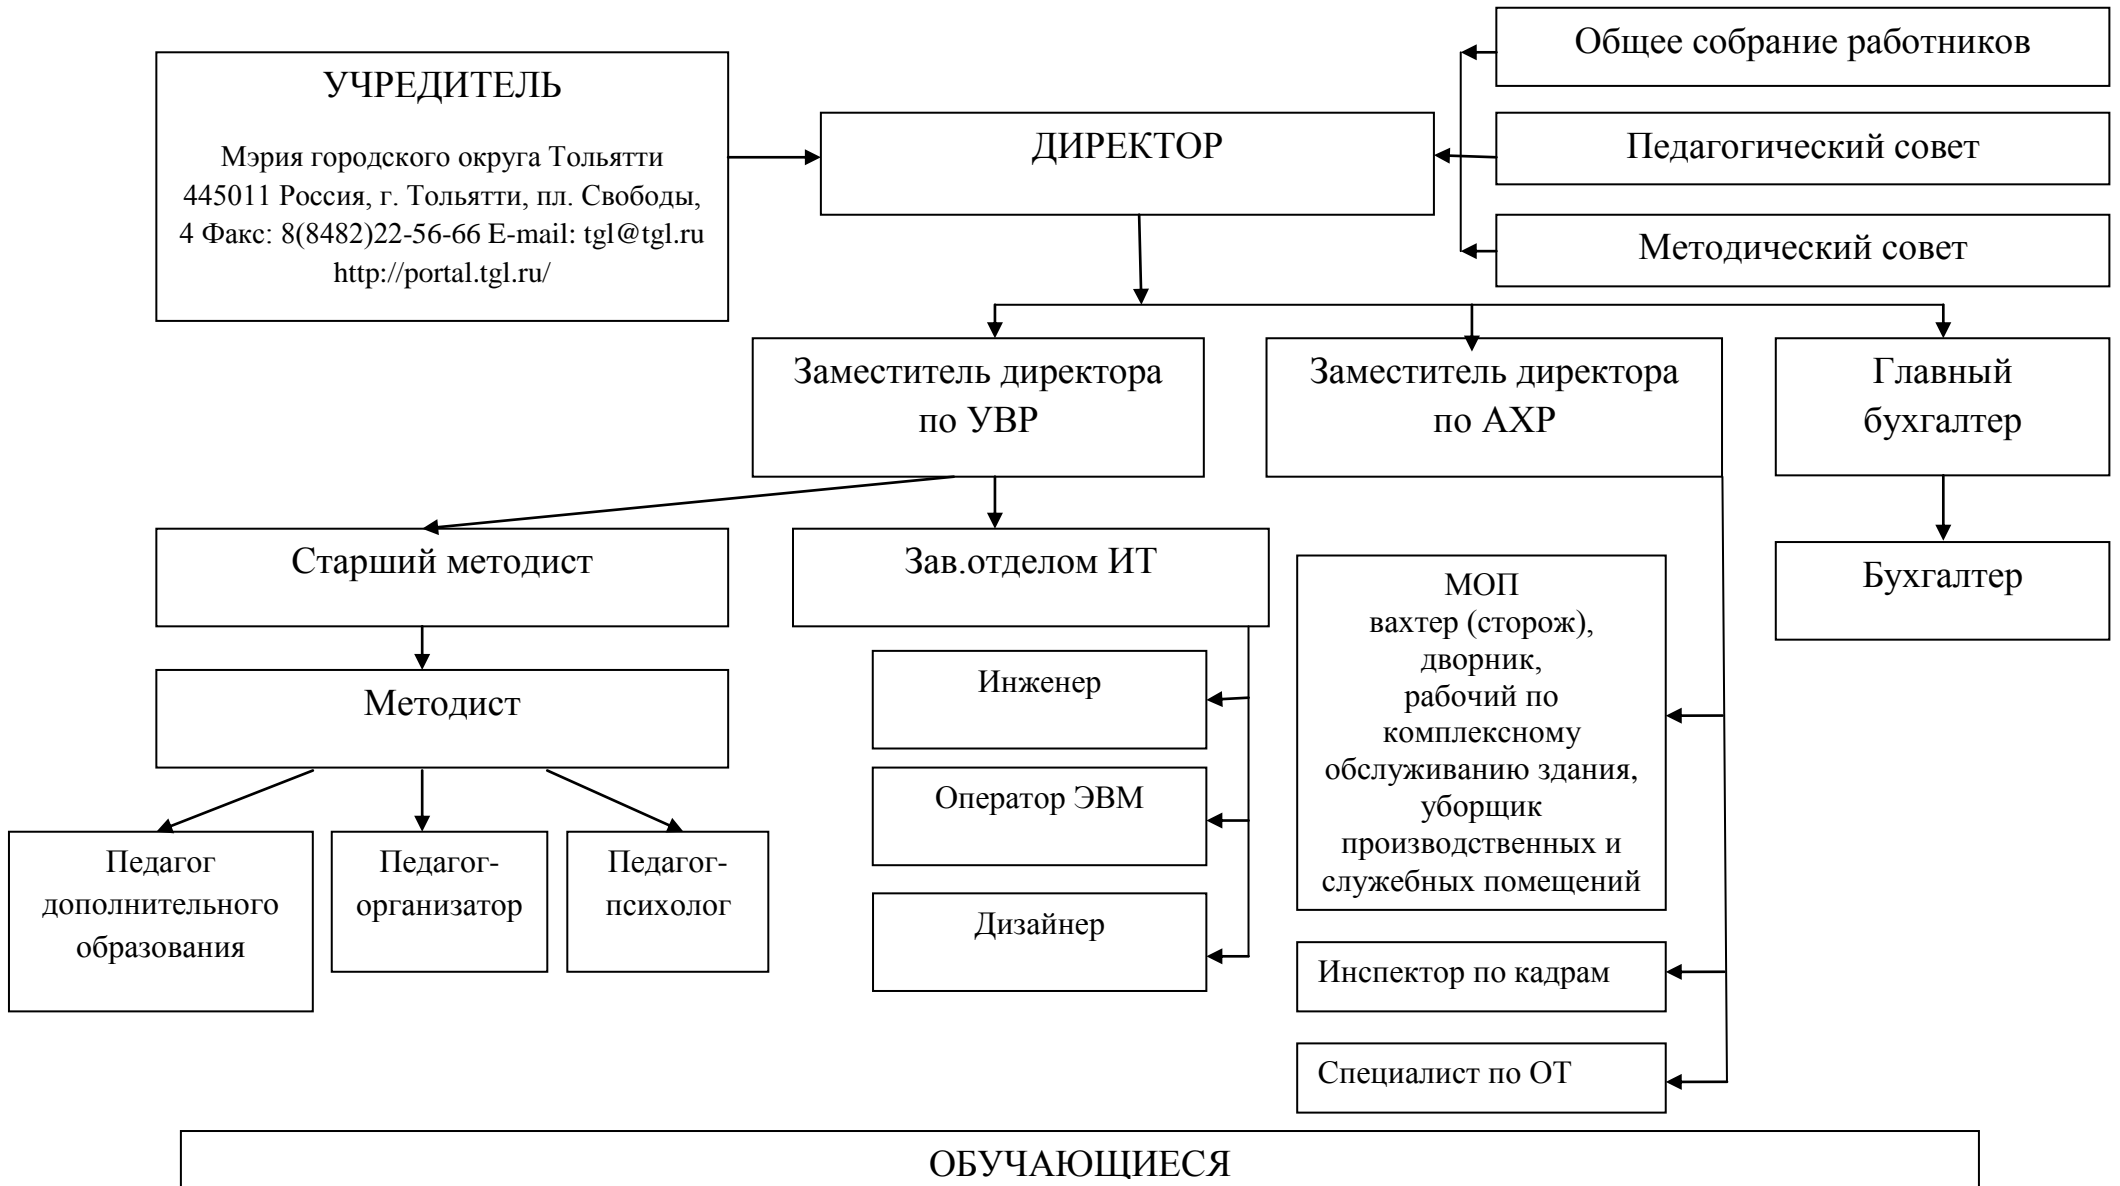 Общее собрание работников
УЧРЕДИТЕЛЬ
Мэрия городского округа Тольятти
445011 Россия, г. Тольятти, пл. Свободы,
4 Факс: 8(8482)22-56-66 E-mail: tgl@tgl.ru
http://portal.tgl.ru/
ДИРЕКТОР
Педагогический совет
Методический совет
Заместитель директора
по УВР
Заместитель директора
по АХР
Главный
бухгалтер
Старший методист
Зав.отделом ИТ
Бухгалтер
Методист
Инженер
Оператор ЭВМ
Дизайнер
МОП
вахтер (сторож),
дворник,
рабочий по
комплексному
обслуживанию здания,
уборщик
производственных и
служебных помещений
Педагог
дополнительного
образования
Педагог-
организатор
Педагог-
психолог
Инспектор по кадрам
Специалист по ОТ
ОБУЧАЮЩИЕСЯ